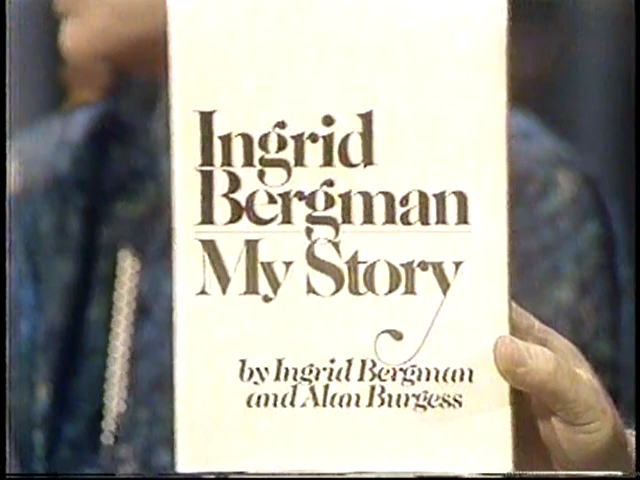 Ingrid
Bergman
My Story
by Ingrid Bergman
and Alan Burgess